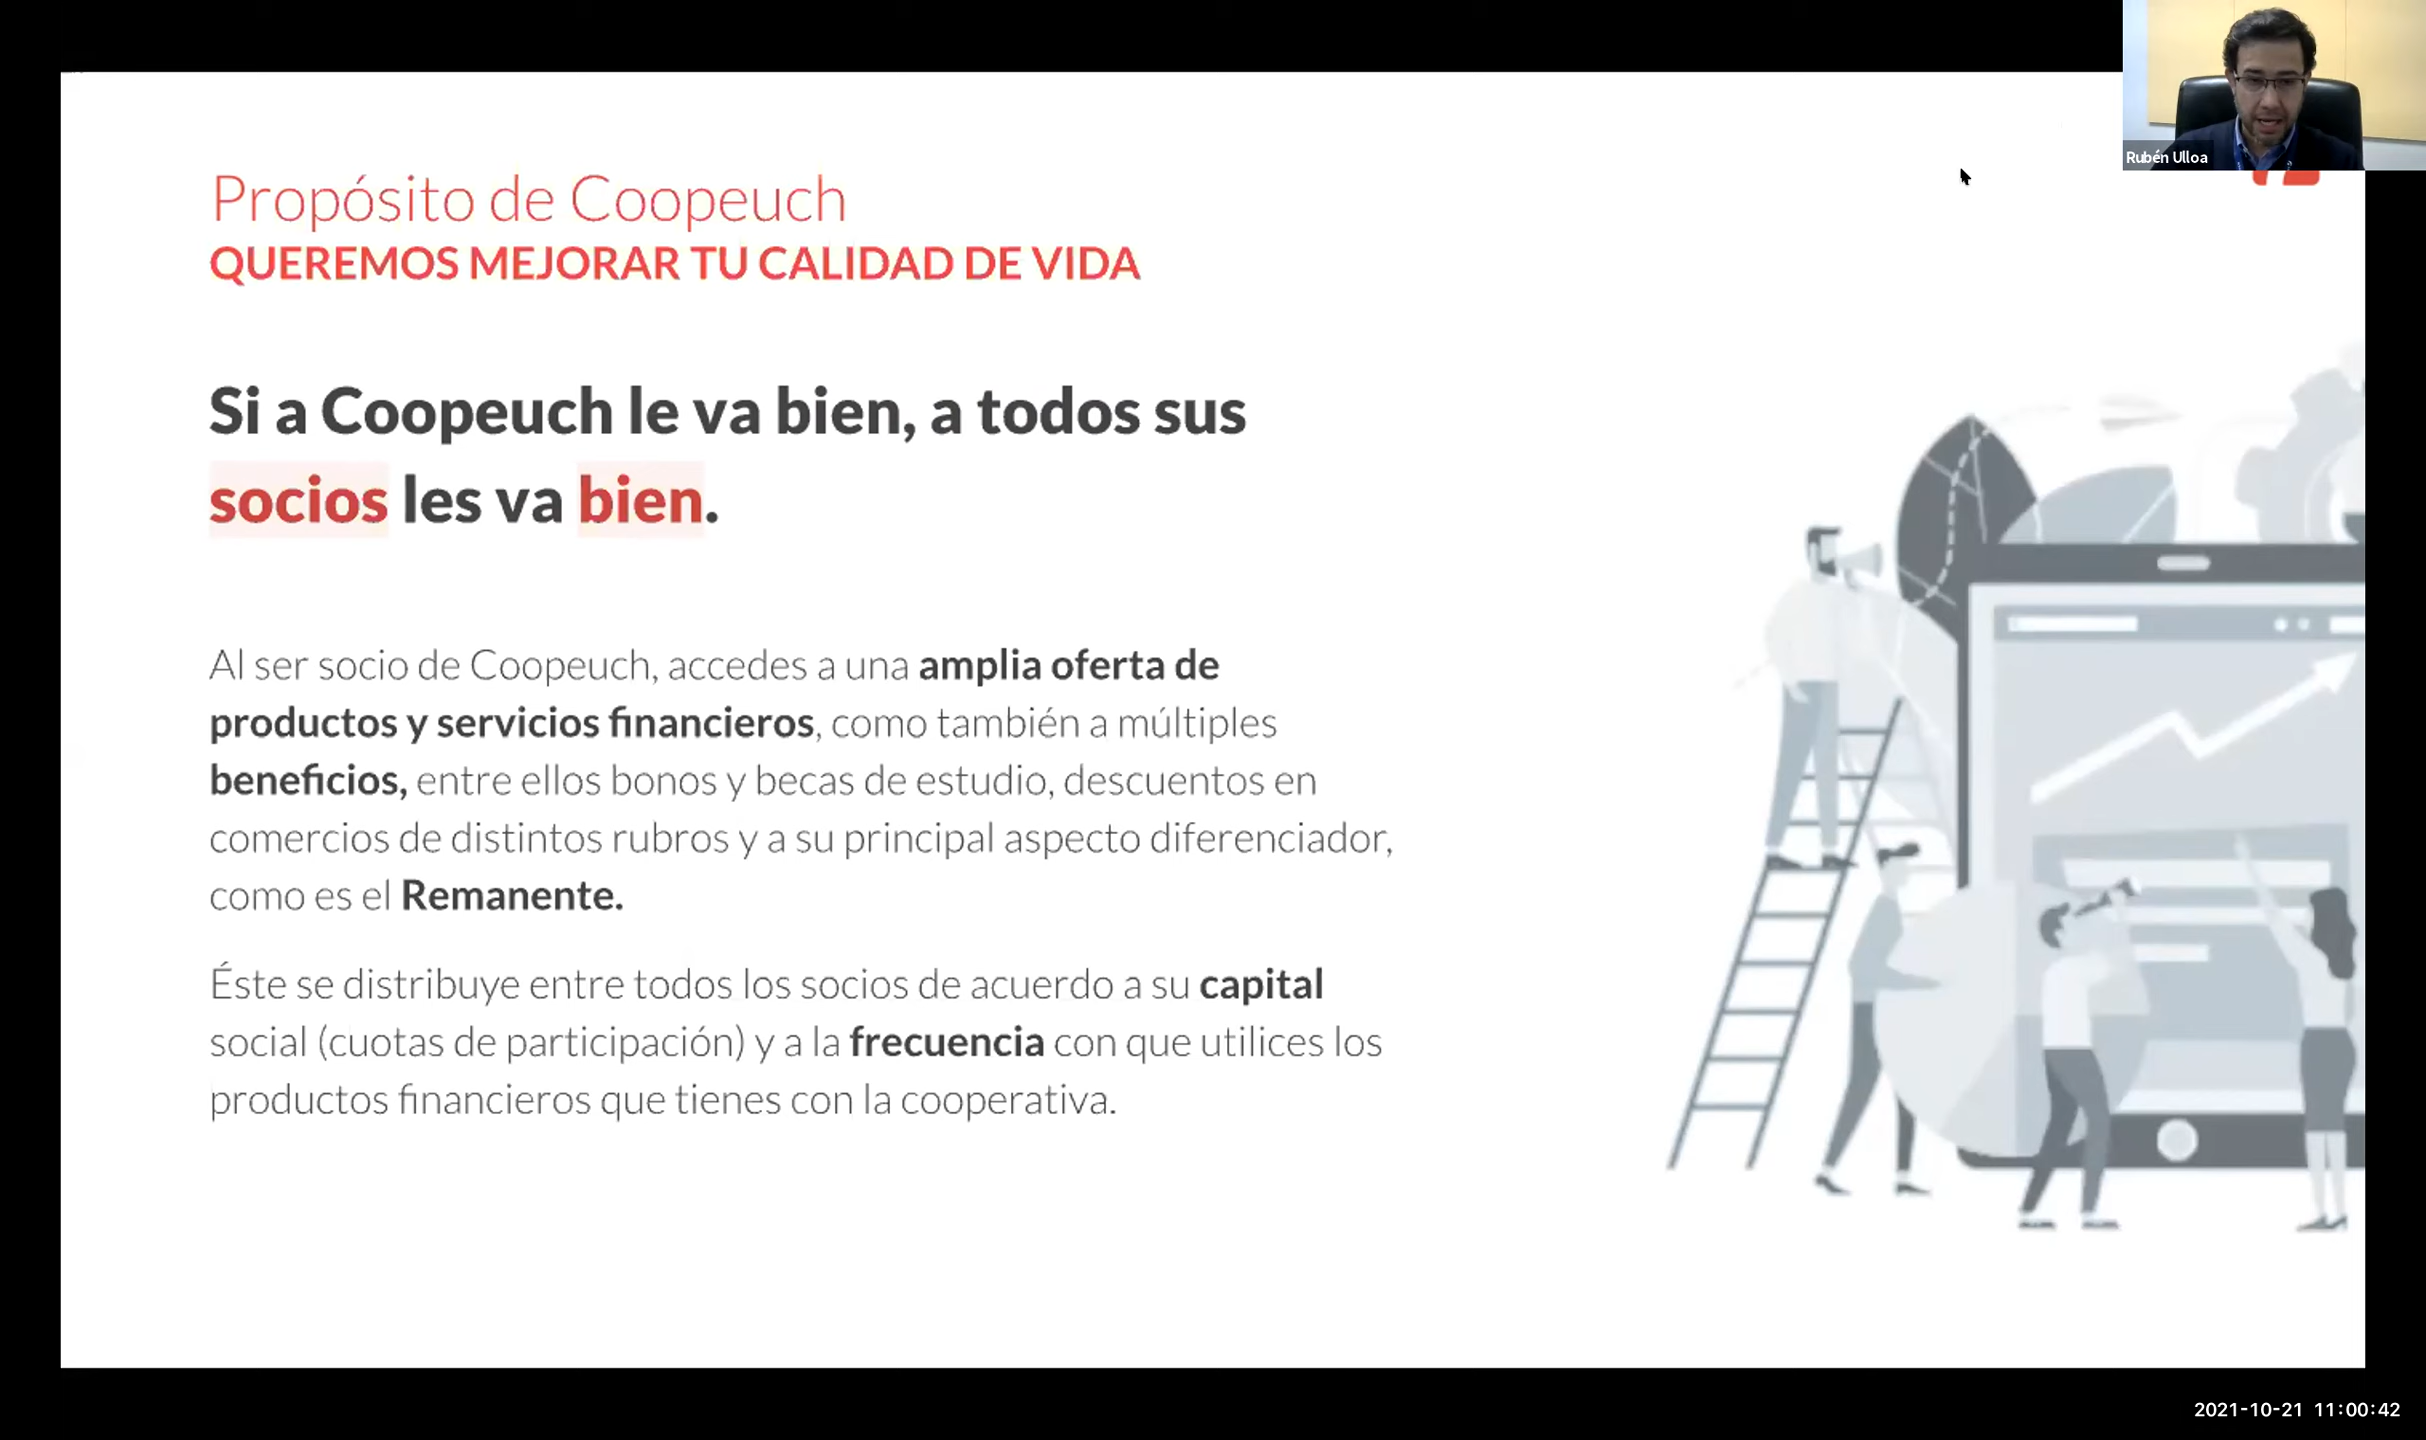 Rubén Ulloa
Propósito de Coopeuch
QUEREMOS MEJORAR TU CALIDAD DE VIDA
Si a Coopeuch le va bien, a todos sus
socios les va bien.
Al ser socio de Coopeuch, accedes a una amplia oferta de
productos y servicios financieros, como también a múltiples
beneficios, entre ellos bonos y becas de estudio, descuentos en
comercios de distintos rubros y a su principal aspecto diferenciador,
como es el Remanente.
Éste se distribuye entre todos los socios de acuerdo a su capital
social (cuotas de participación) y a la frecuencia con que utilices los
productos financieros que tienes con la cooperativa.
2021-10-21 11:00:42